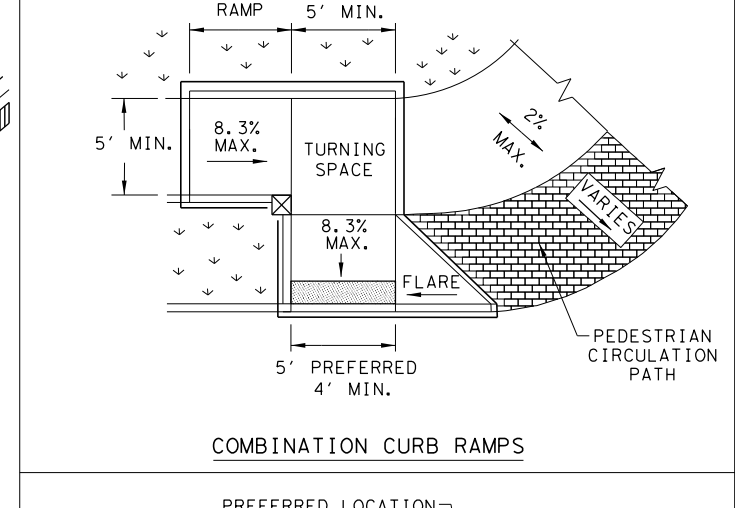 RAMP
5' MIN.
5' MIN.
8.3%
MAX.
TURNING
SPACE
2%
MAX.
VARIES
8.3%
MAX.
FLARE
PEDESTRIAN
CIRCULATION
PATH
5' PREFERRED
4' MIN.
COMBINATION CURB RAMPS
PREFERRED LOCATION